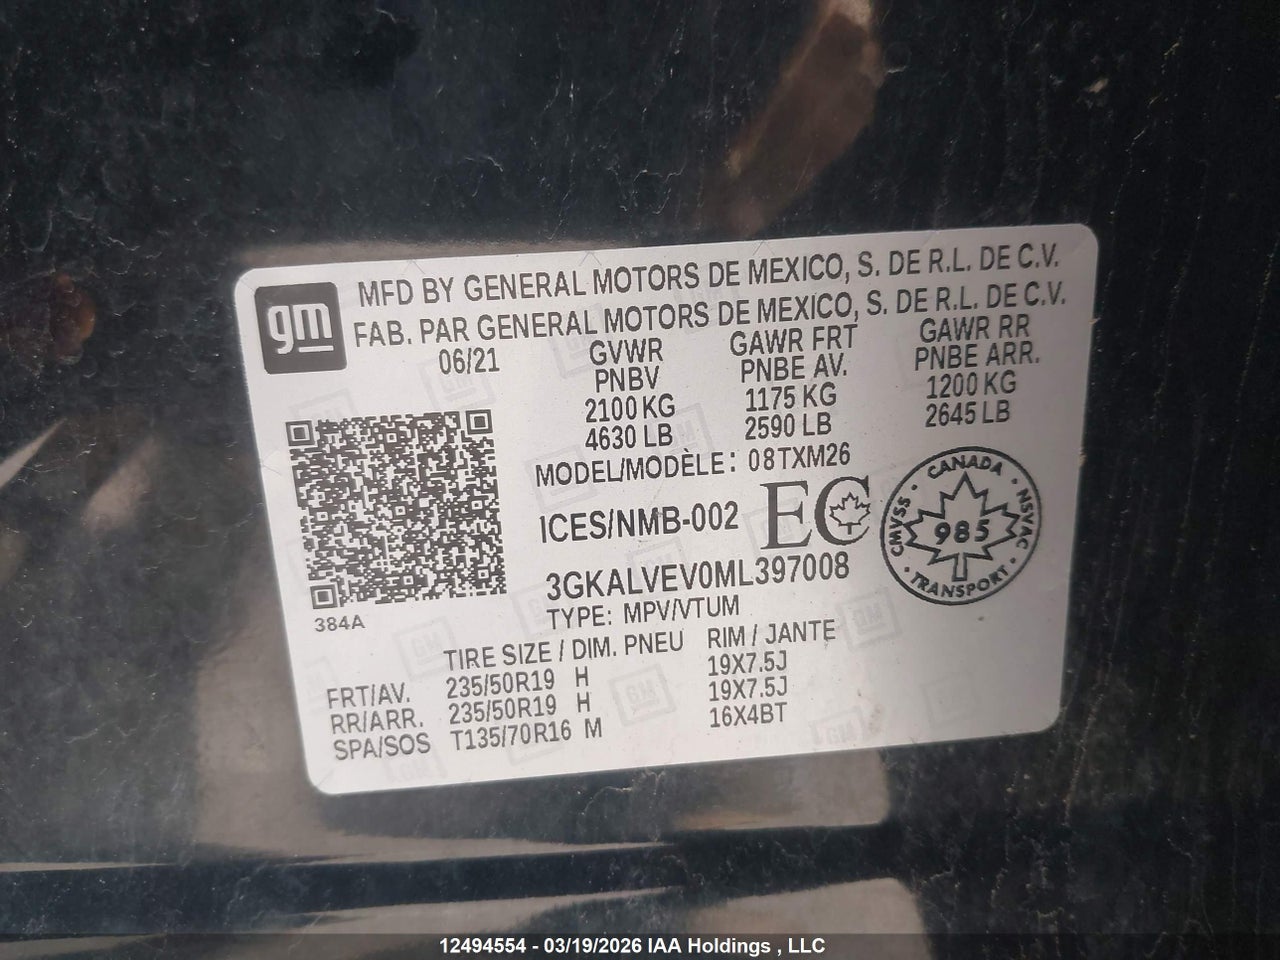 gm
MFD BY GENERAL MOTORS DE MEXICO, S. DE R.L. DE C.V.
FAB. PAR GENERAL MOTORS DE MEXICO, S. DE R.L. DE C.V.
06/21 GVWR GAWR FRT GAWR RR
PNBV PNBE AV. PNBE ARR.
2100 KG 1175 KG 1200 KG
4630 LB 2590 LB 2645 LB
MODEL/MODÈLE: 08TXM26
ICES/NMB-002 EC
CANADA
CMVSS 985 NSVAC
TRANSPORT
3GKALVEV0ML397008
384A TYPE: MPV/VTUM
TIRE SIZE / DIM. PNEU RIM / JANTE
FRT/AV. 235/50R19 H 19X7.5J
RR/ARR. 235/50R19 H 19X7.5J
SPA/SOS T135/70R16 M 16X4BT
12494554 - 03/19/2026 IAA Holdings , LLC